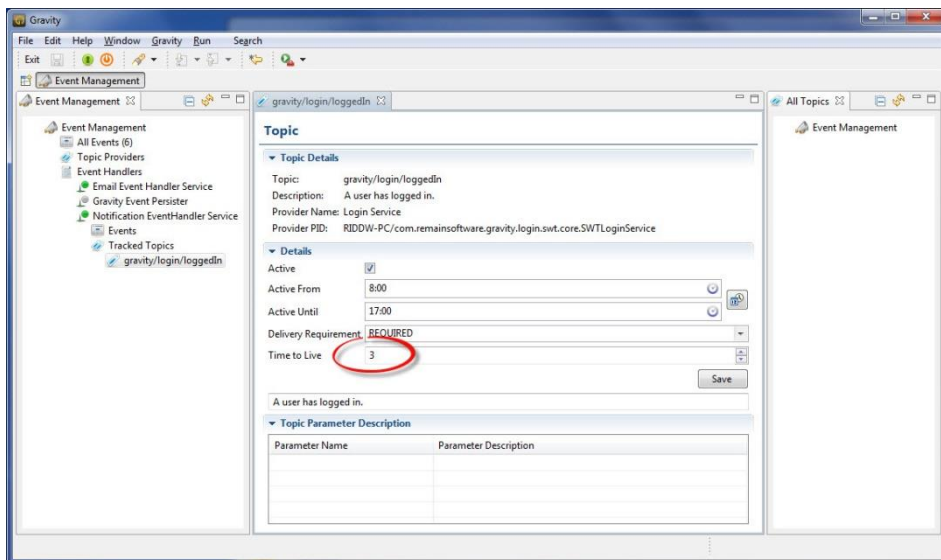 Gravity
File Edit Help Window Gravity Run Search
Exit
Event Management
Event Management
Event Management
All Events (6)
Topic Providers
Event Handlers
Email Event Handler Service
Gravity Event Persister
Notification EventHandler Service
Events
Tracked Topics
gravity/login/loggedIn
gravity/login/loggedIn
Topic
Topic Details
Topic: gravity/login/loggedIn
Description: A user has logged in.
Provider Name: Login Service
Provider PID: RIDDW-PC/com.remainsoftware.gravity.login.swt.core.SWTLoginService
Details
Active
Active From 8:00
Active Until 17:00
Delivery Requirement REQUIRED
Time to Live 3
Save
A user has logged in.
Topic Parameter Description
Parameter Name Parameter Description
All Topics
Event Management